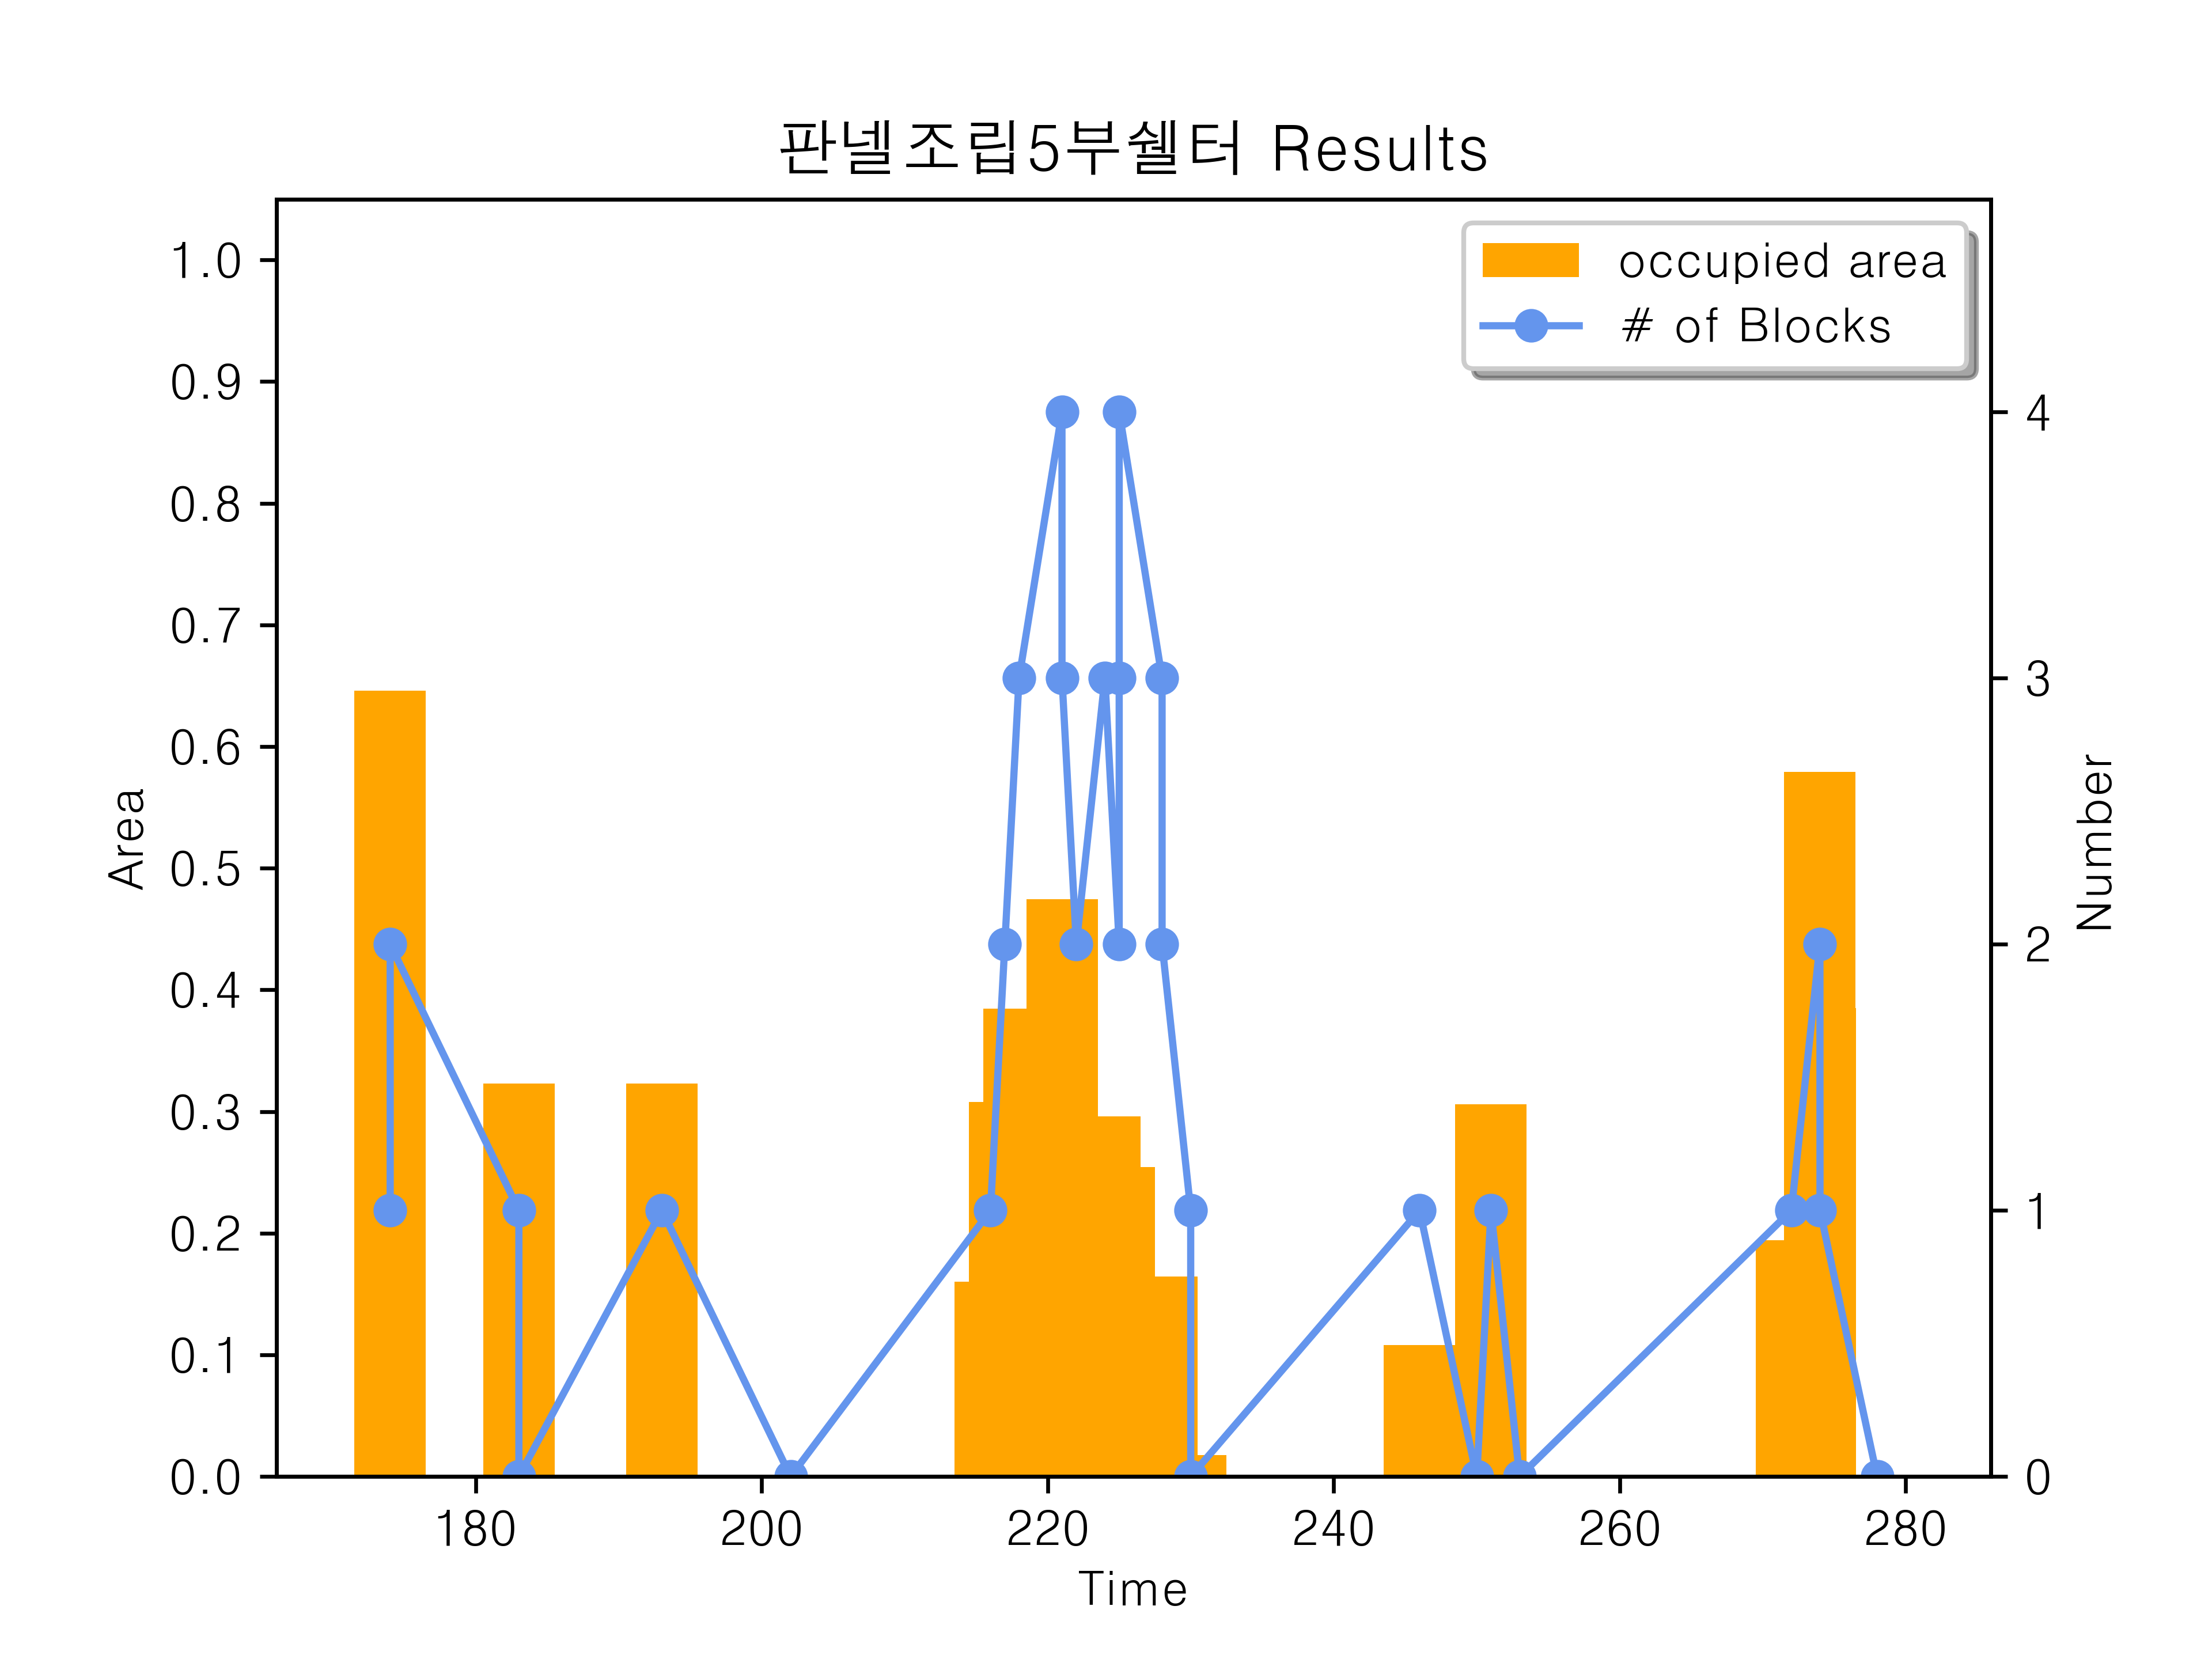 판넬조립5부쉘터 Results
occupied area
# of Blocks
1.0
0.9
0.8
0.7
0.6
0.5
0.4
0.3
0.2
0.1
0.0
Area
4
3
2
1
0
Number
180 200 220 240 260 280
Time